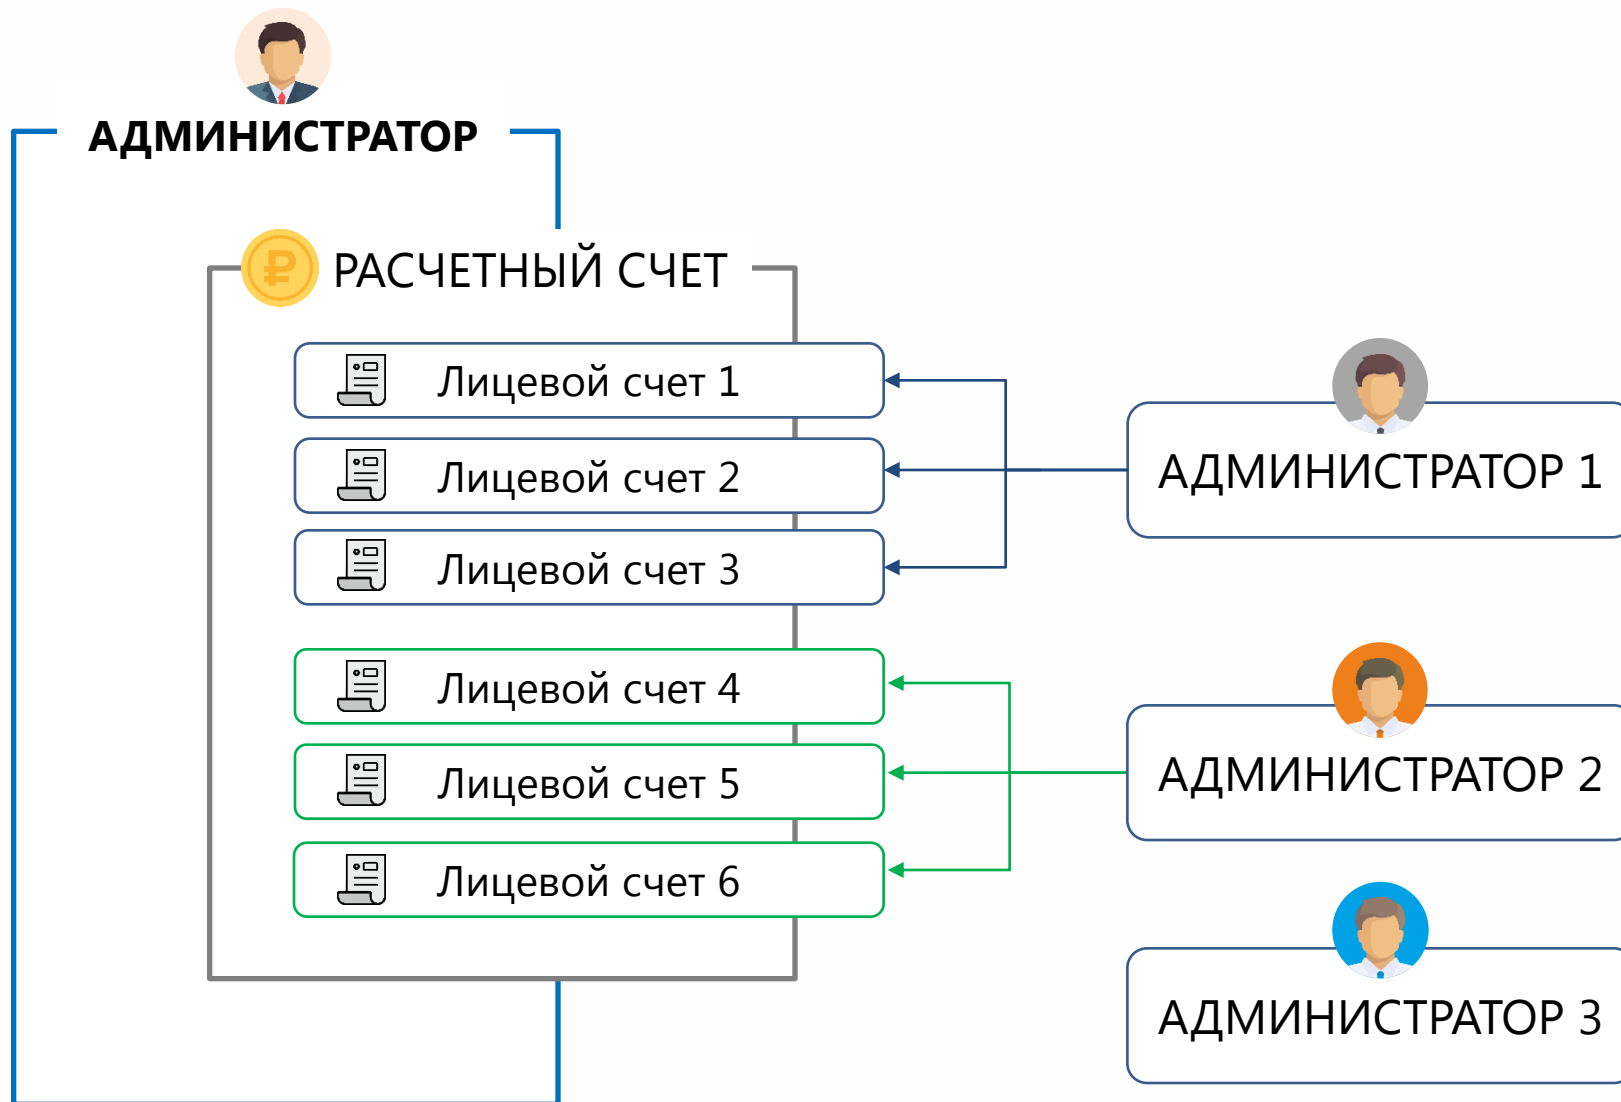 АДМИНИСТРАТОР
РАСЧЕТНЫЙ СЧЕТ
Лицевой счет 1
Лицевой счет 2
Лицевой счет 3
Лицевой счет 4
Лицевой счет 5
Лицевой счет 6
АДМИНИСТРАТОР 1
АДМИНИСТРАТОР 2
АДМИНИСТРАТОР 3